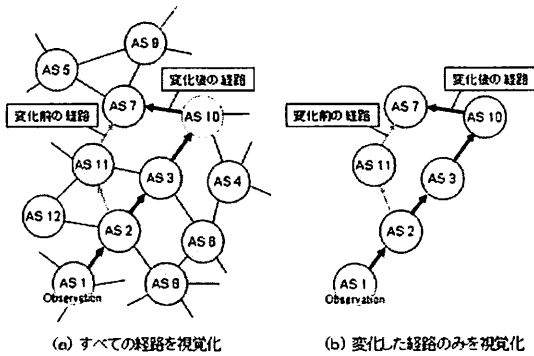 AS 9
AS 5
変化後の経路
AS 7
変化前の経路
AS 10
AS 11
AS 3
AS 4
AS 12
AS 2
AS 8
AS 1
Observation
AS 6
(a) すべての経路を視覚化
変化後の経路
AS 7
変化前の経路
AS 10
AS 11
AS 3
AS 2
AS 1
Observation
(b) 変化した経路のみを視覚化